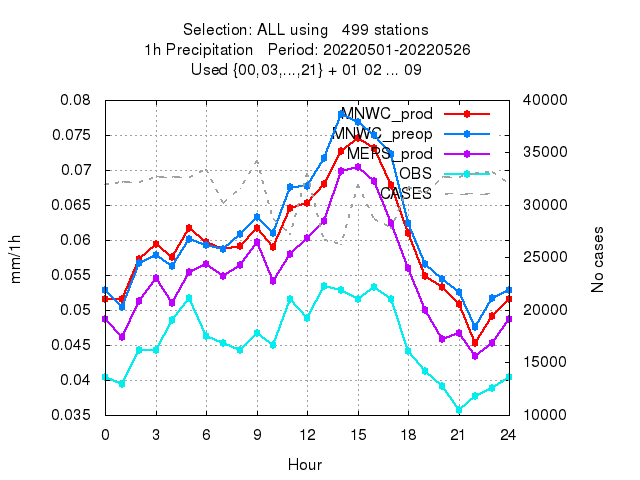 Selection: ALL using   499 stations
1h Precipitation   Period: 20220501-20220526
Used {00,03,...,21} + 01 02 ... 09
0.08
0.075
0.07
0.065
0.06
0.055
0.05
0.045
0.04
0.035
40000
35000
30000
25000
20000
15000
10000
MNWC_prod
MNWC_preop
MEPS_prod
OBS
CASES
mm/1h
No cases
0 3 6 9 12 15 18 21 24
Hour